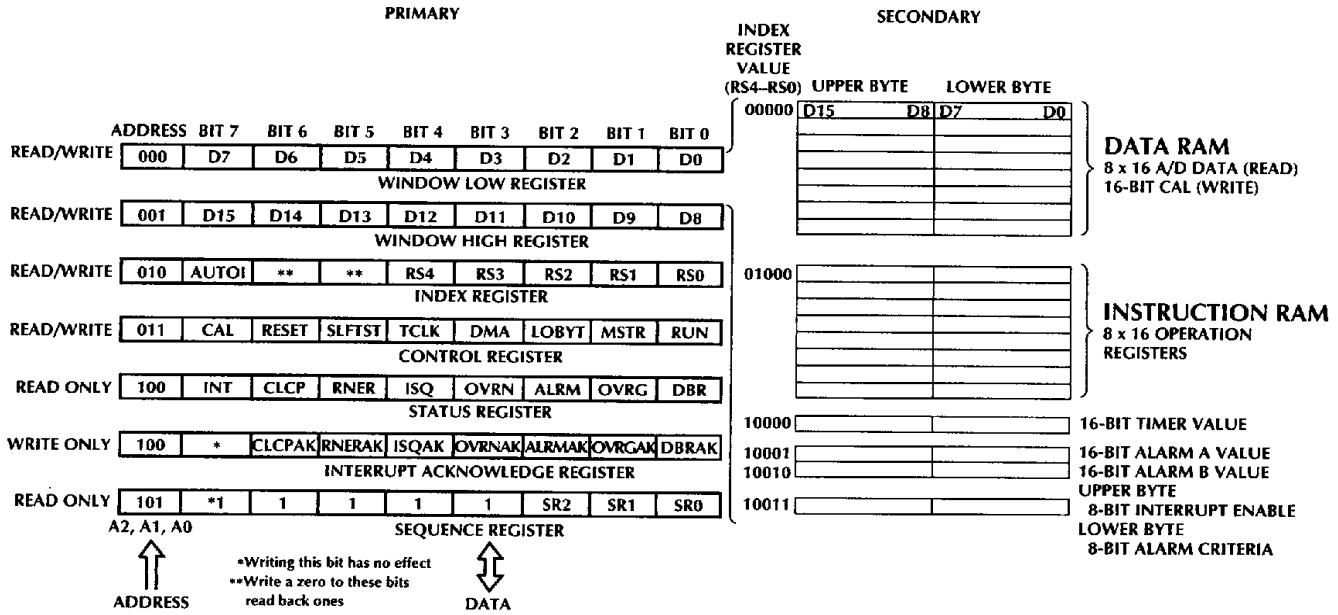 PRIMARY
SECONDARY
INDEX
REGISTER
VALUE
(RS4–RS0) UPPER BYTE LOWER BYTE
00000 D15 D8 D7 D0
ADDRESS BIT 7 BIT 6 BIT 5 BIT 4 BIT 3 BIT 2 BIT 1 BIT 0
READ/WRITE 000 D7 D6 D5 D4 D3 D2 D1 D0
WINDOW LOW REGISTER
READ/WRITE 001 D15 D14 D13 D12 D11 D10 D9 D8
WINDOW HIGH REGISTER
READ/WRITE 010 AUTOI ** ** RS4 RS3 RS2 RS1 RS0
INDEX REGISTER
READ/WRITE 011 CAL RESET SLFTST TCLK DMA LOBYT MSTR RUN
CONTROL REGISTER
READ ONLY 100 INT CLCP RNER ISQ OVRN ALRM OVRG DBR
STATUS REGISTER
WRITE ONLY 100 * CLCPAK RNERAK ISQAK OVRNAK ALRMAK OVRGAK DBRAK
INTERRUPT ACKNOWLEDGE REGISTER
READ ONLY 101 *1 1 1 1 1 SR2 SR1 SR0
A2, A1, A0 SEQUENCE REGISTER
*Writing this bit has no effect
**Write a zero to these bits
read back ones
ADDRESS DATA
DATA RAM
8 x 16 A/D DATA (READ)
16-BIT CAL (WRITE)
01000
INSTRUCTION RAM
8 x 16 OPERATION
REGISTERS
10000 16-BIT TIMER VALUE
10001 16-BIT ALARM A VALUE
10010 16-BIT ALARM B VALUE
10011 UPPER BYTE
8-BIT INTERRUPT ENABLE
LOWER BYTE
8-BIT ALARM CRITERIA